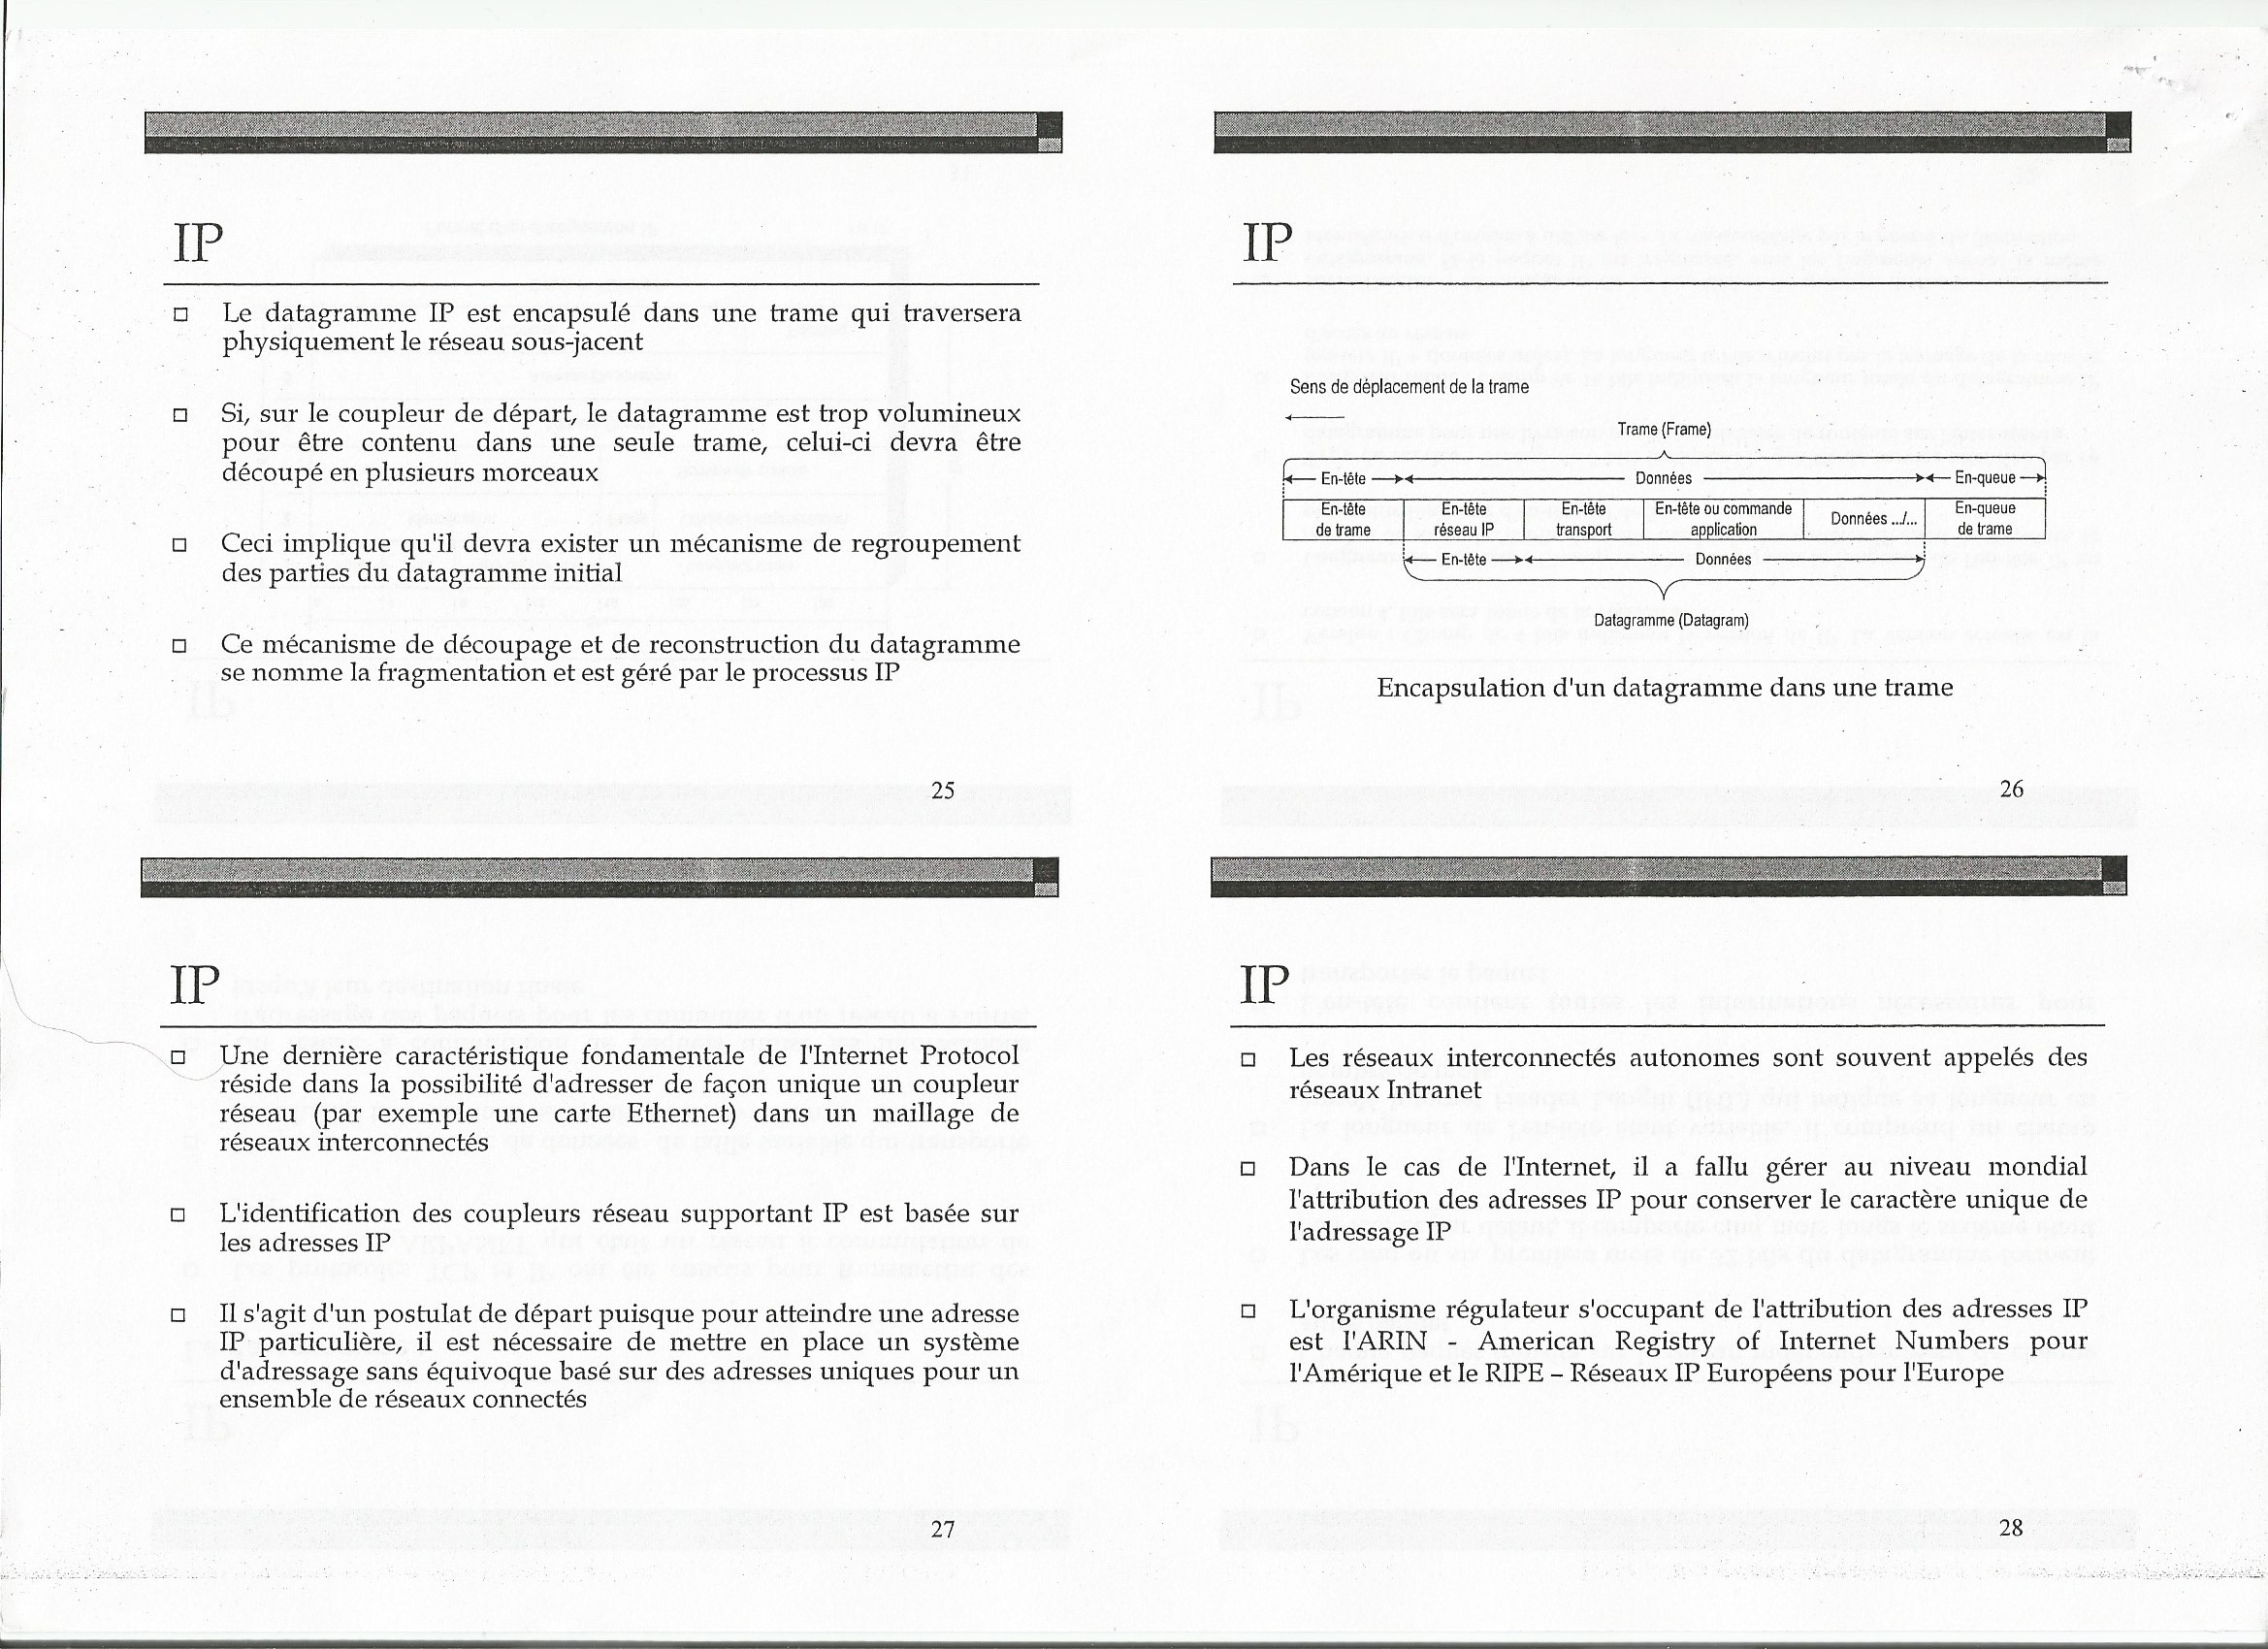 IP
□ Le datagramme IP est encapsulé dans une trame qui traversera
physiquement le réseau sous-jacent
□ Si, sur le coupleur de départ, le datagramme est trop volumineux
pour être contenu dans une seule trame, celui-ci devra être
découpé en plusieurs morceaux
□ Ceci implique qu'il devra exister un mécanisme de regroupement
des parties du datagramme initial
□ Ce mécanisme de découpage et de reconstruction du datagramme
se nomme la fragmentation et est géré par le processus IP
25
IP
Sens de déplacement de la trame
Trame (Frame)
En-tête Données En-queue
En-tête de trame
En-tête réseau IP
En-tête transport
En-tête ou commande application
Données .../...
En-queue de trame
En-tête Données
Datagramme (Datagram)
Encapsulation d'un datagramme dans une trame
26
IP
□ Une dernière caractéristique fondamentale de l'Internet Protocol
réside dans la possibilité d'adresser de façon unique un coupleur
réseau (par exemple une carte Ethernet) dans un maillage de
réseaux interconnectés
□ L'identification des coupleurs réseau supportant IP est basée sur
les adresses IP
□ Il s'agit d'un postulat de départ puisque pour atteindre une adresse
IP particulière, il est nécessaire de mettre en place un système
d'adressage sans équivoque basé sur des adresses uniques pour un
ensemble de réseaux connectés
27
IP
□ Les réseaux interconnectés autonomes sont souvent appelés des
réseaux Intranet
□ Dans le cas de l'Internet, il a fallu gérer au niveau mondial
l'attribution des adresses IP pour conserver le caractère unique de
l'adressage IP
□ L'organisme régulateur s'occupant de l'attribution des adresses IP
est l'ARIN - American Registry of Internet Numbers pour
l'Amérique et le RIPE – Réseaux IP Européens pour l'Europe
28